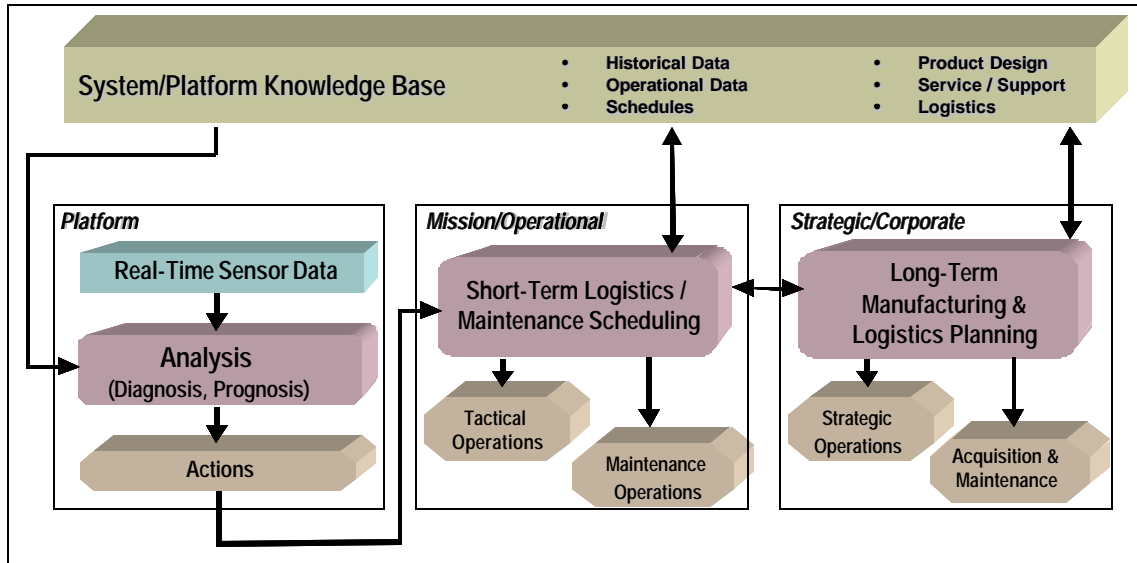 System/Platform Knowledge Base
• Historical Data
• Operational Data
• Schedules
• Product Design
• Service / Support
• Logistics
Platform
Real-Time Sensor Data
Analysis
(Diagnosis, Prognosis)
Actions
Mission/Operational
Short-Term Logistics /
Maintenance Scheduling
Tactical
Operations
Maintenance
Operations
Strategic/Corporate
Long-Term
Manufacturing &
Logistics Planning
Strategic
Operations
Acquisition &
Maintenance